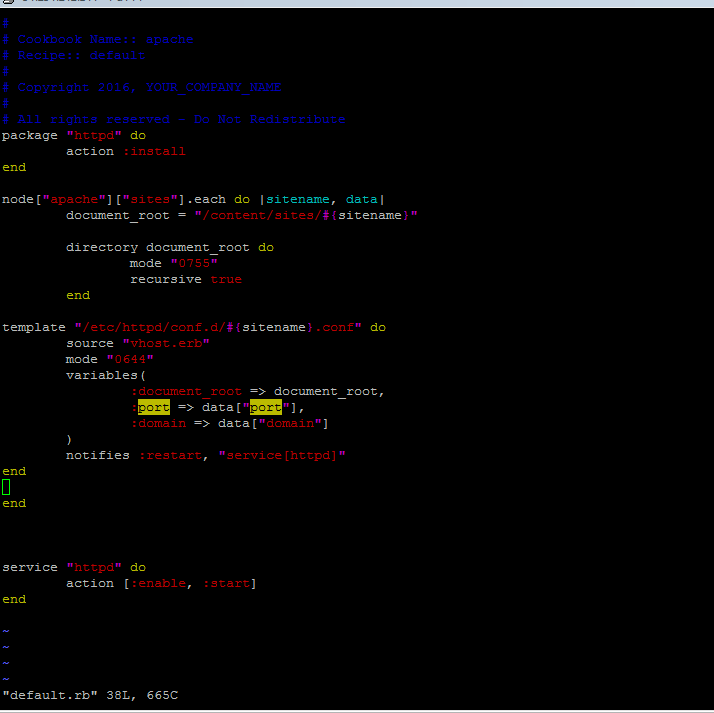 #
# Cookbook Name:: apache
# Recipe:: default
#
# Copyright 2016, YOUR_COMPANY_NAME
#
# All rights reserved - Do Not Redistribute
package "httpd" do
        action :install
end

node["apache"]["sites"].each do |sitename, data|
        document_root = "/content/sites/#{sitename}"

        directory document_root do
                mode "0755"
                recursive true
        end

template "/etc/httpd/conf.d/#{sitename}.conf" do
        source "vhost.erb"
        mode "0644"
        variables(
                :document_root => document_root,
                :port => data["port"],
                :domain => data["domain"]
        )
        notifies :restart, "service[httpd]"
end

end

service "httpd" do
        action [:enable, :start]
end

~
~
~
~
"default.rb" 38L, 665C